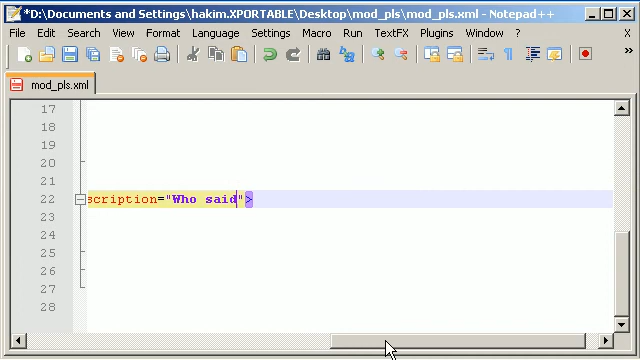 *D:\Documents and Settings\hakim.XPORTABLE\Desktop\mod_pls\mod_pls.xml - Notepad++
File Edit Search View Format Language Settings Macro Run TextFX Plugins Window ? X
mod_pls.xml
17
18
19
20
21
22 scription="Who said">
23
24
25
26
27
28